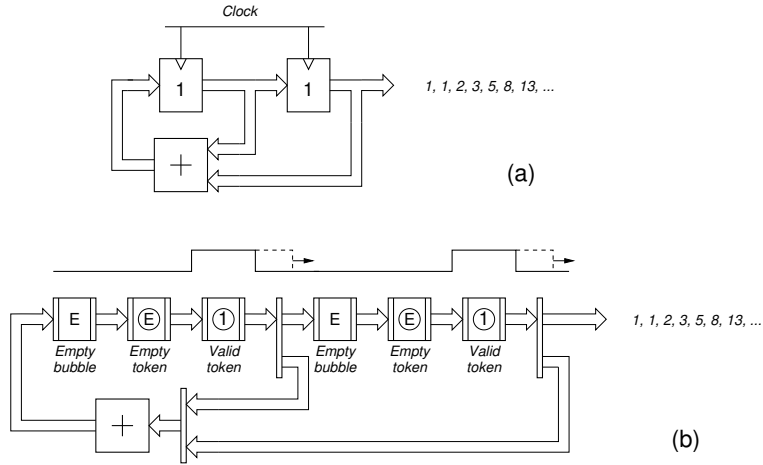 Clock
1 1 1, 1, 2, 3, 5, 8, 13, ...
+
(a)
E E 1 E E 1 1, 1, 2, 3, 5, 8, 13, ...
Empty Empty Valid Empty Empty Valid
bubble token token bubble token token
+
(b)